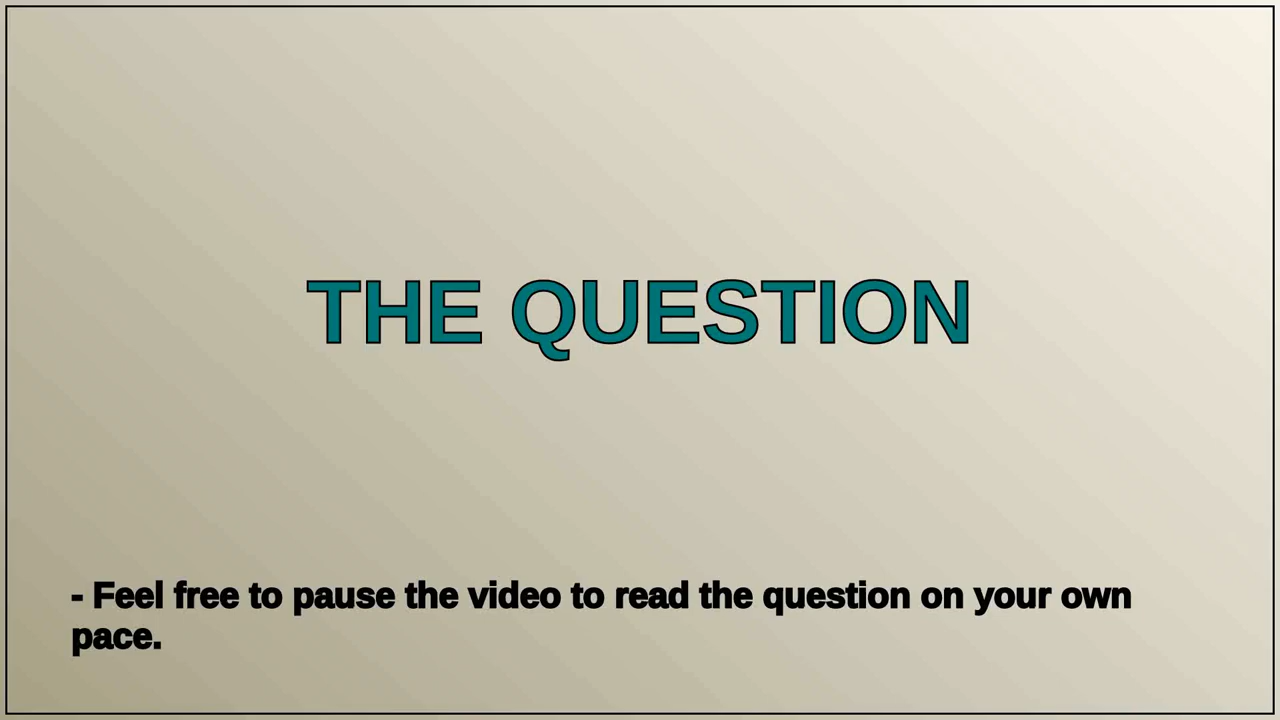 THE QUESTION
- Feel free to pause the video to read the question on your own
pace.